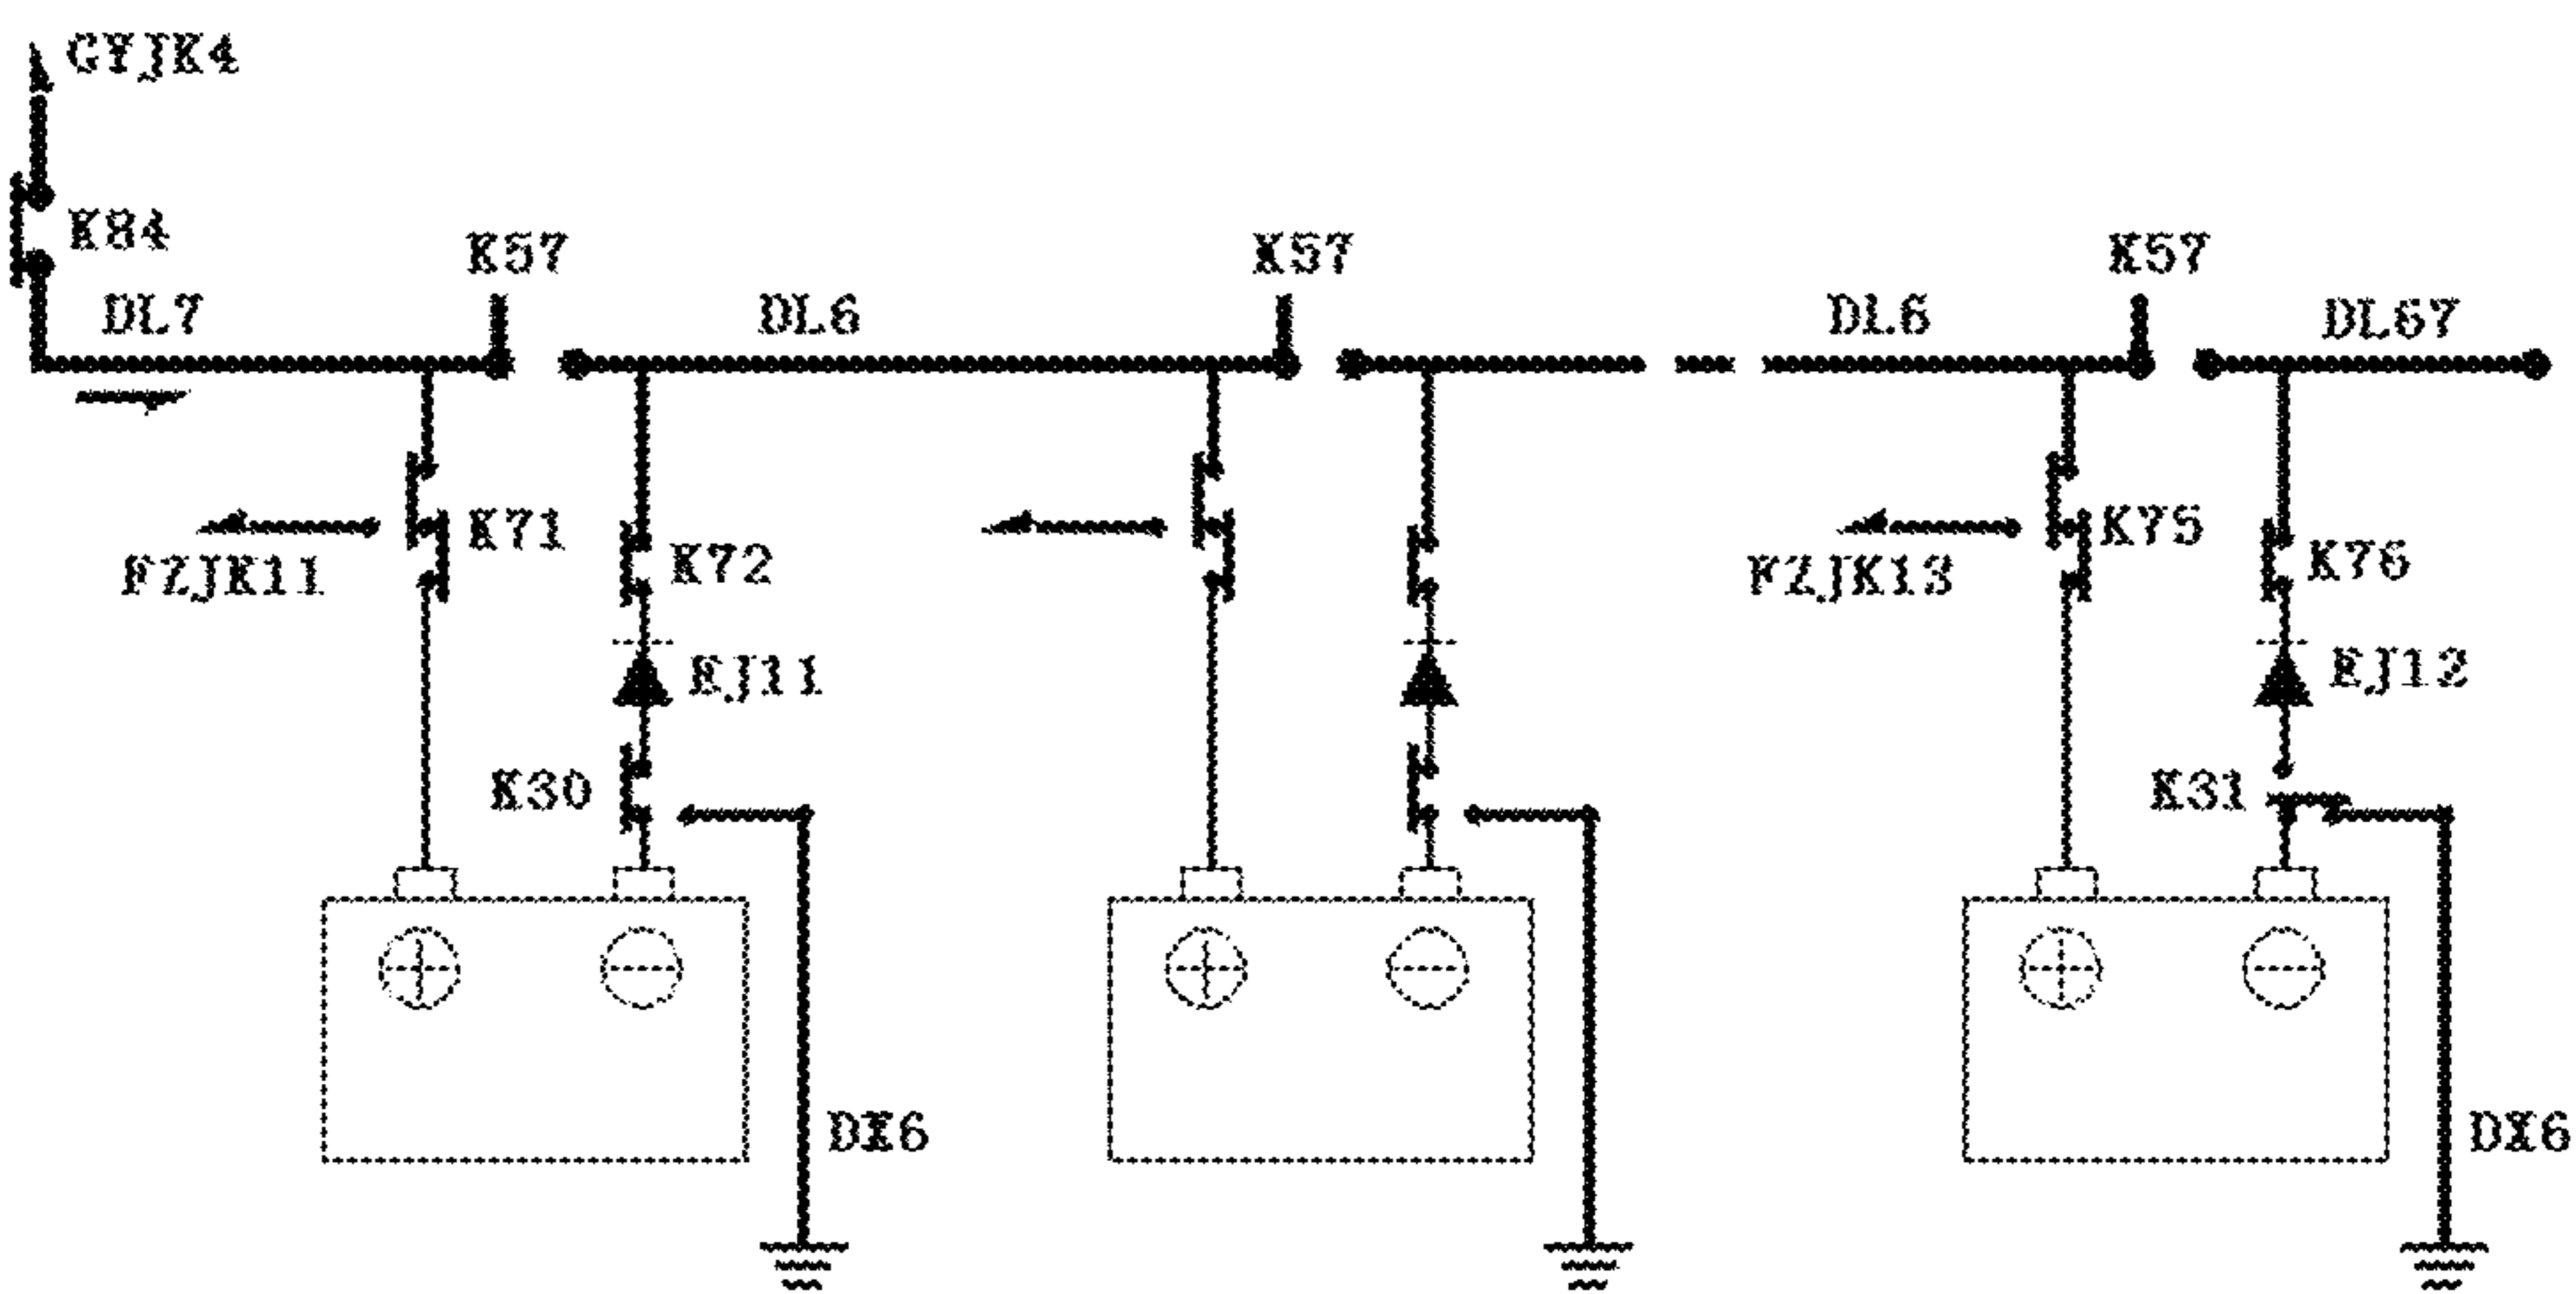 GYJK4
K84
K57
K57
K57
DL7
DL6
DL6
DL67
K71
K72
FZJK11
K75
K76
FZJK13
EJ11
EJ12
K30
K31
DX6
DX6